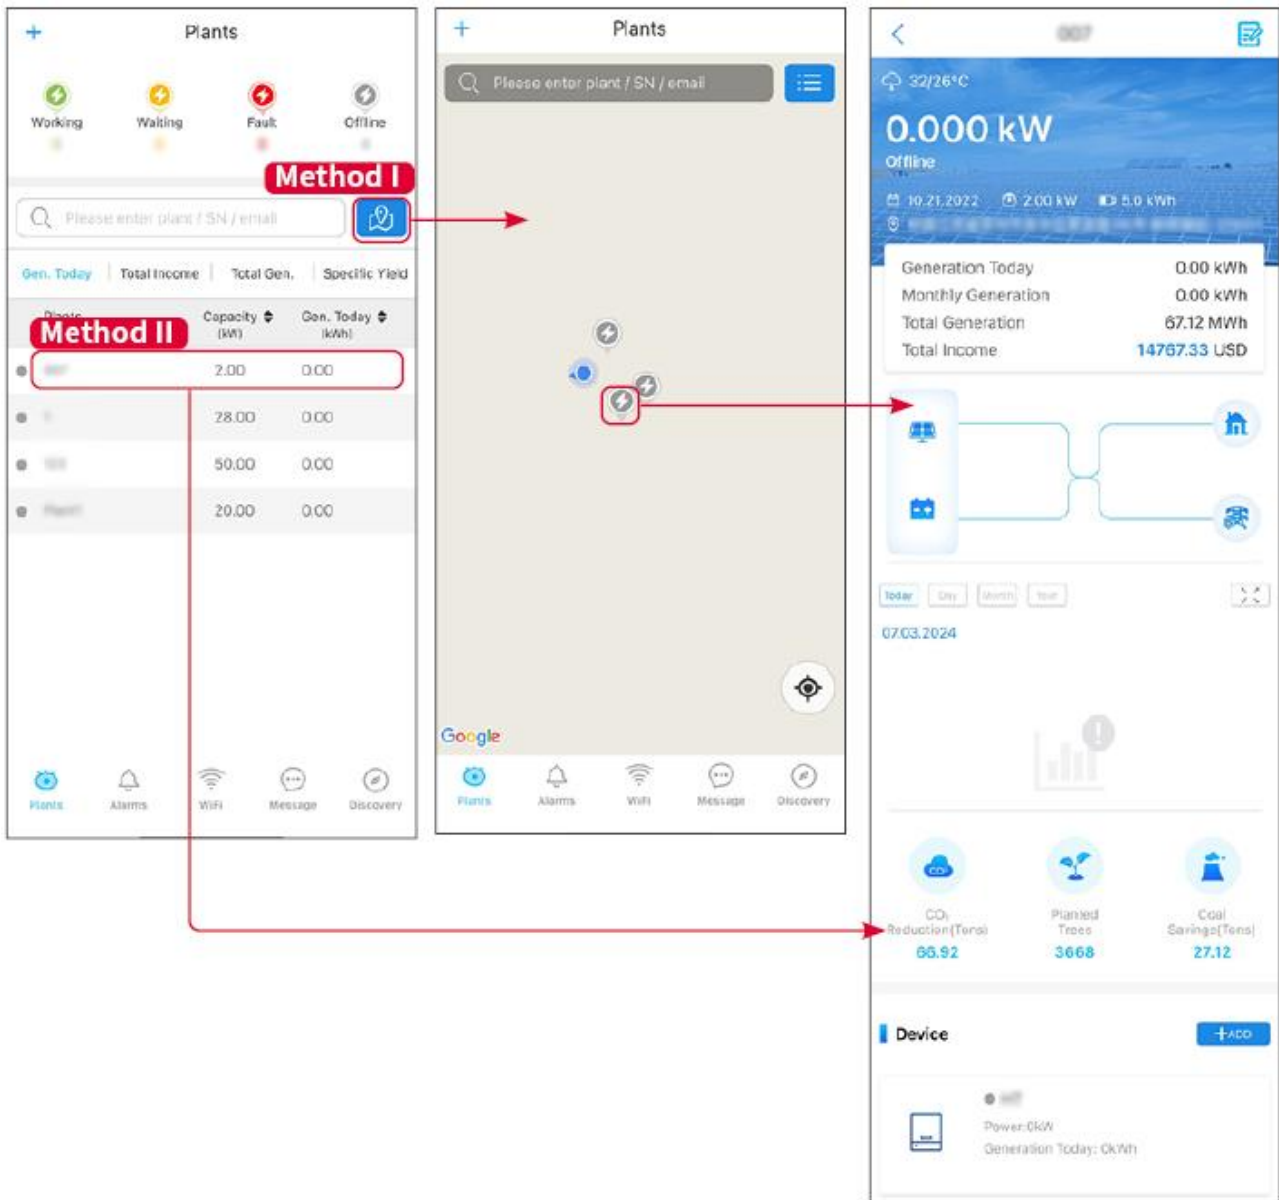 Plants
Working
Waiting
Fault
Offline
Method I
Please enter plant / SN / email
Gen. Today
Total Income
Total Gen.
Specific Yield
Plants
Capacity
(kW)
Gen. Today
(kWh)
Method II
2.00 0.00
28.00 0.00
50.00 0.00
20.00 0.00
Plants
Alarms
WiFi
Message
Discovery
Plants
Please enter plant / SN / email
Google
Plants
Alarms
WiFi
Message
Discovery
007
32/26°C
0.000 kW
Offline
10.21.2022 2.00 kW 5.0 kWh
Generation Today 0.00 kWh
Monthly Generation 0.00 kWh
Total Generation 67.12 MWh
Total Income 14767.33 USD
Today
Day
Month
Year
07.03.2024
CO₂
Reduction(Tons)
66.92
Planted
Trees
3668
Coal
Savings(Tons)
27.12
Device
+ADD
Power:0kW
Generation Today: 0kWh